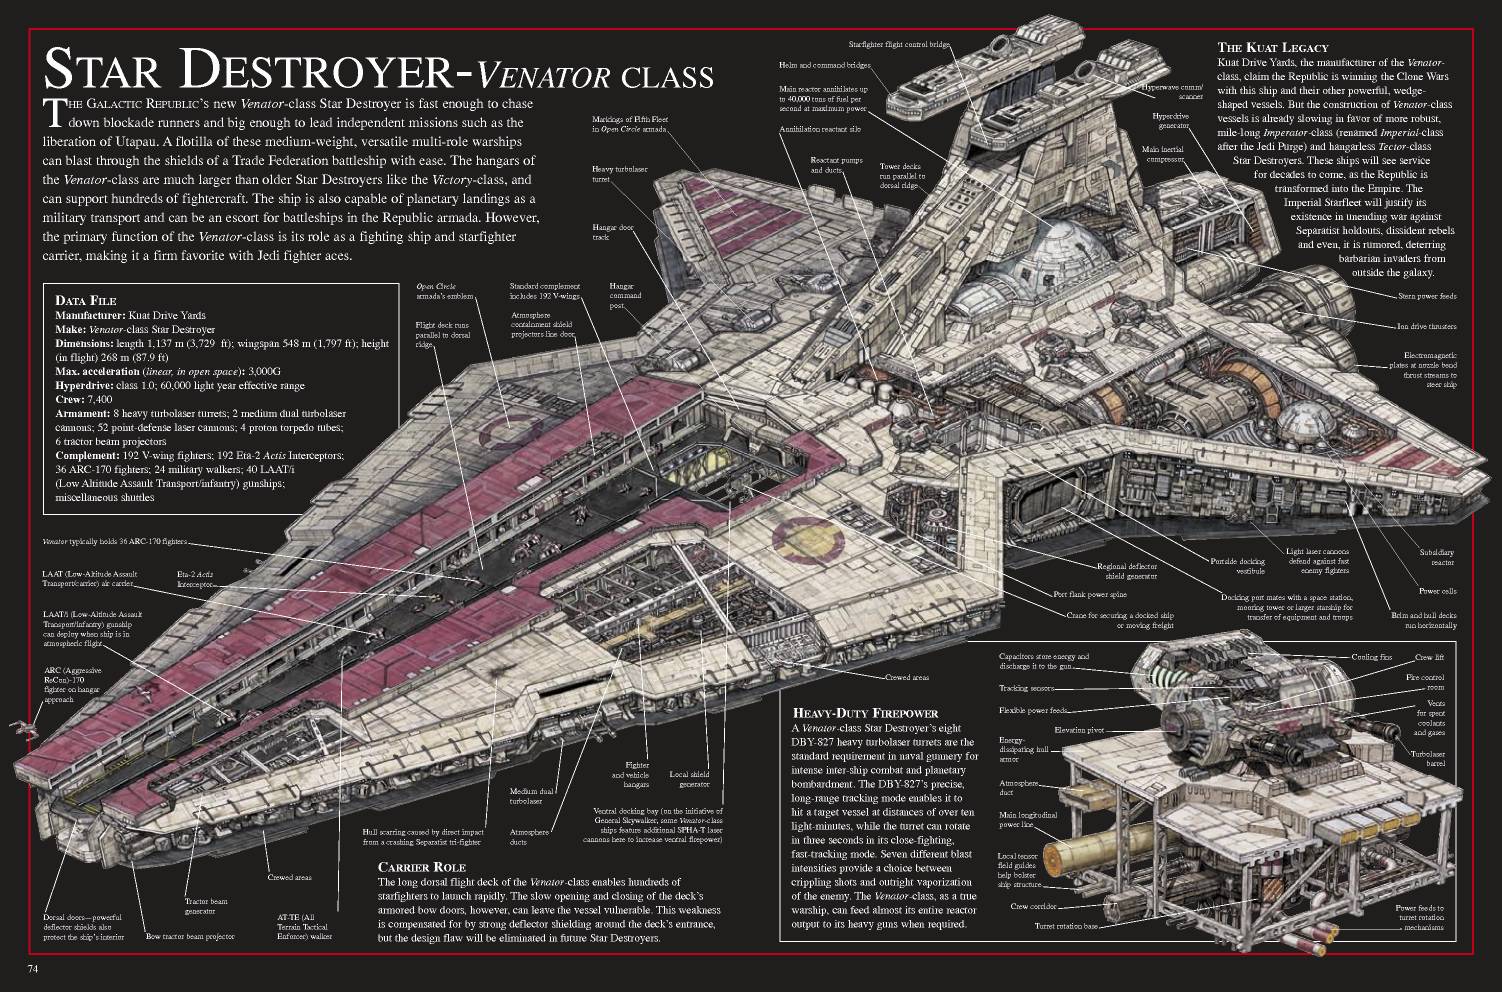 STAR DESTROYER-VENATOR CLASS
THE GALACTIC REPUBLIC'S new Venator-class Star Destroyer is fast enough to chase
down blockade runners and big enough to lead independent missions such as the
liberation of Utapau. A flotilla of these medium-weight, versatile multi-role warships
can blast through the shields of a Trade Federation battleship with ease. The hangars of
the Venator-class are much larger than older Star Destroyers like the Victory-class, and
can support hundreds of fightercraft. The ship is also capable of planetary landings as a
military transport and can be an escort for battleships in the Republic armada. However,
the primary function of the Venator-class is its role as a fighting ship and starfighter
carrier, making it a firm favorite with Jedi fighter aces.
DATA FILE
Manufacturer: Kuat Drive Yards
Make: Venator-class Star Destroyer
Dimensions: length 1,137 m (3,729 ft); wingspan 548 m (1,797 ft); height
(in flight) 268 m (87.9 ft)
Max. acceleration (linear, in open space): 3,000G
Hyperdrive: class 1.0; 60,000 light year effective range
Crew: 7,400
Armament: 8 heavy turbolaser turrets; 2 medium dual turbolaser
cannons; 52 point-defense laser cannons; 4 proton torpedo tubes;
6 tractor beam projectors
Complement: 192 V-wing fighters; 192 Eta-2 Actis Interceptors;
36 ARC-170 fighters; 24 military walkers; 40 LAAT/i
(Low Altitude Assault Transport/infantry) gunships;
miscellaneous shuttles
Open Circle
armada's emblem
Flight deck runs
parallel to dorsal
ridge
Standard complement
includes 192 V-wings
Atmosphere
containment shield
projectors line door
Hangar
command
post
Markings of Fifth Fleet
in Open Circle armada
Heavy turbolaser
turret
Hangar door
track
Starfighter flight control bridge
Helm and command bridges
Main reactor annihilates up
to 40,000 tons of fuel per
second at maximum power
Annihilation reactant silo
Reactant pumps
and ducts
Tower decks
run parallel to
dorsal ridge
Hyperwave comm/
scanner
Hyperdrive
generator
Main inertial
compressor
THE KUAT LEGACY
Kuat Drive Yards, the manufacturer of the Venator-
class, claim the Republic is winning the Clone Wars
with this ship and their other powerful, wedge-
shaped vessels. But the construction of Venator-class
vessels is already slowing in favor of more robust,
mile-long Imperator-class (renamed Imperial-class
after the Jedi Purge) and hangarless Tector-class
Star Destroyers. These ships will see service
for decades to come, as the Republic is
transformed into the Empire. The
Imperial Starfleet will justify its
existence in unending war against
Separatist holdouts, dissident rebels
and even, it is rumored, deterring
barbarian invaders from
outside the galaxy.
Stern power feeds
Ion drive thrusters
Electromagnetic
plates at nozzle bend
thrust streams to
steer ship
Venator typically holds 36 ARC-170 fighters
LAAT (Low-Altitude Assault
Transport/carrier) air carrier
Eta-2 Actis
Interceptor
LAAT/i (Low-Altitude Assault
Transport/infantry) gunship
can deploy when ship is in
atmospheric flight
ARC (Aggressive
ReCon)-170
fighter on hangar
approach
Regional deflector
shield generator
Port flank power spine
Crane for securing a docked ship
or moving freight
Portside docking
vestibule
Light laser cannons
defend against fast
enemy fighters
Docking port mates with a space station,
mooring tower or larger starship for
transfer of equipment and troops
Subsidiary
reactor
Power cells
Brim and hull decks
run horizontally
Crewed areas
Fighter
and vehicle
hangars
Local shield
generator
Medium dual
turbolaser
Atmosphere
ducts
Ventral docking bay (on the initiative of
General Skywalker, some Venator-class
ships feature additional SPHA-T laser
cannons here to increase ventral firepower)
Hull scarring caused by direct impact
from a crashing Separatist tri-fighter
Crewed areas
Tractor beam
generator
AT-TE (All
Terrain Tactical
Enforcer) walker
Dorsal doors—powerful
deflector shields also
protect the ship's interior
Bow tractor beam projector
CARRIER ROLE
The long dorsal flight deck of the Venator-class enables hundreds of
starfighters to launch rapidly. The slow opening and closing of the deck's
armored bow doors, however, can leave the vessel vulnerable. This weakness
is compensated for by strong deflector shielding around the deck's entrance,
but the design flaw will be eliminated in future Star Destroyers.
HEAVY-DUTY FIREPOWER
A Venator-class Star Destroyer's eight
DBY-827 heavy turbolaser turrets are the
standard requirement in naval gunnery for
intense inter-ship combat and planetary
bombardment. The DBY-827's precise,
long-range tracking mode enables it to
hit a target vessel at distances of over ten
light-minutes, while the turret can rotate
in three seconds in its close-fighting,
fast-tracking mode. Seven different blast
intensities provide a choice between
crippling shots and outright vaporization
of the enemy. The Venator-class, as a true
warship, can feed almost its entire reactor
output to its heavy guns when required.
Capacitors store energy and
discharge it to the gun
Tracking sensors
Flexible power feeds
Elevation pivot
Energy-
dissipating hull
armor
Atmosphere
duct
Main longitudinal
power line
Local tensor
field guides
help bolster
ship structure
Crew corridor
Turret rotation base
Cooling fins
Crew lift
Fire control
room
Vents
for spent
coolants
and gases
Turbolaser
barrel
Power feeds to
turret rotation
mechanisms
74